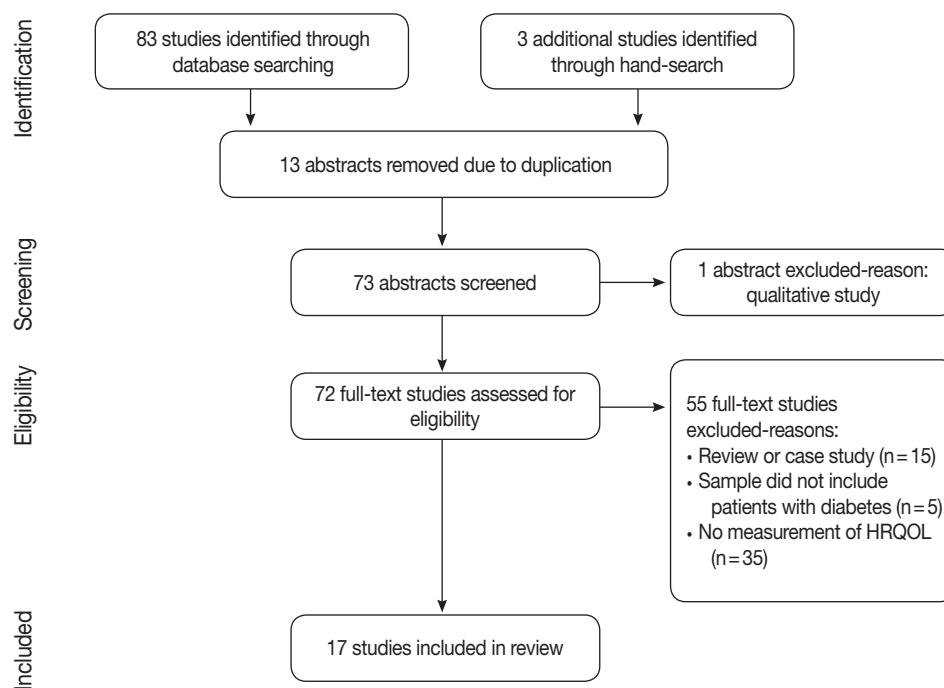 Identification
83 studies identified through
database searching
3 additional studies identified
through hand-search
13 abstracts removed due to duplication
Screening
73 abstracts screened
1 abstract excluded-reason:
qualitative study
Eligibility
72 full-text studies assessed for
eligibility
55 full-text studies
excluded-reasons:
• Review or case study (n=15)
• Sample did not include
patients with diabetes (n=5)
• No measurement of HRQOL
(n=35)
Included
17 studies included in review